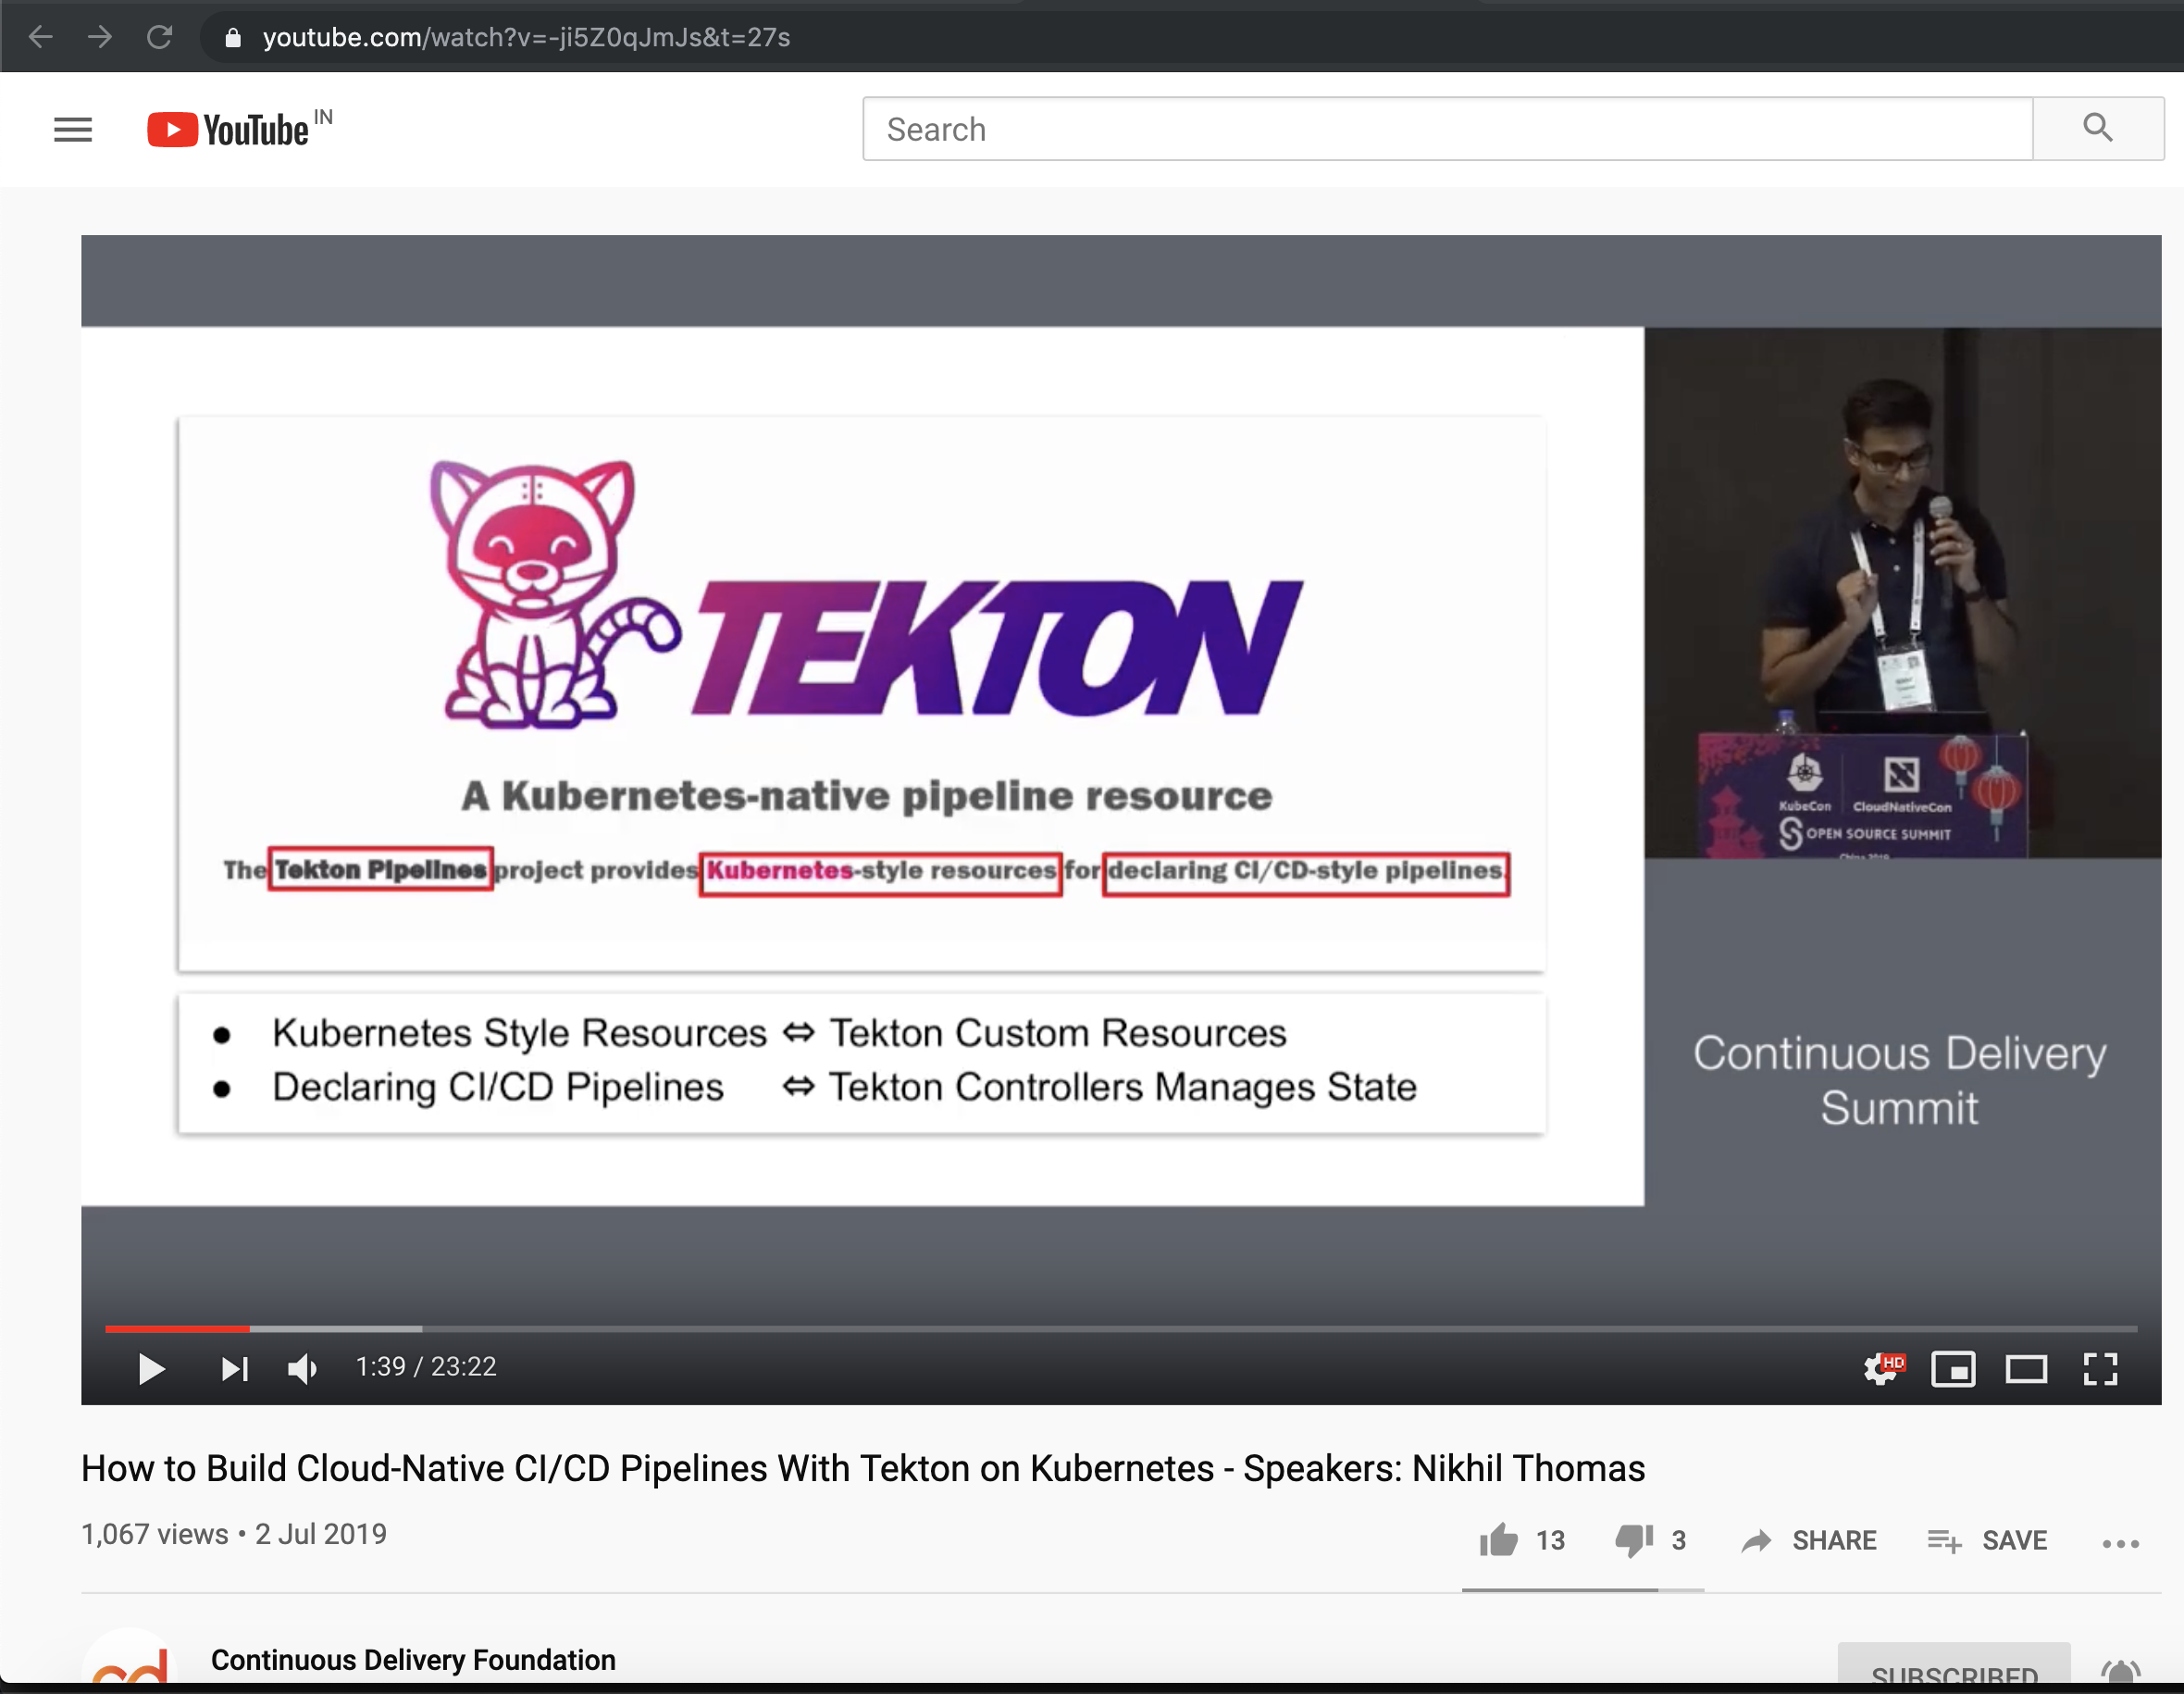 youtube.com/watch?v=-ji5Z0qJmJs&t=27s
YouTube IN
Search
TEKTON
A Kubernetes-native pipeline resource
The Tekton Pipelines project provides Kubernetes-style resources for declaring CI/CD-style pipelines.
● Kubernetes Style Resources ⇔ Tekton Custom Resources
● Declaring CI/CD Pipelines ⇔ Tekton Controllers Manages State
KubeCon CloudNativeCon
OPEN SOURCE SUMMIT
China 2019
Continuous Delivery
Summit
1:39 / 23:22
HD
How to Build Cloud-Native CI/CD Pipelines With Tekton on Kubernetes - Speakers: Nikhil Thomas
1,067 views • 2 Jul 2019
13 3 SHARE SAVE
cd
Continuous Delivery Foundation
SUBSCRIBED